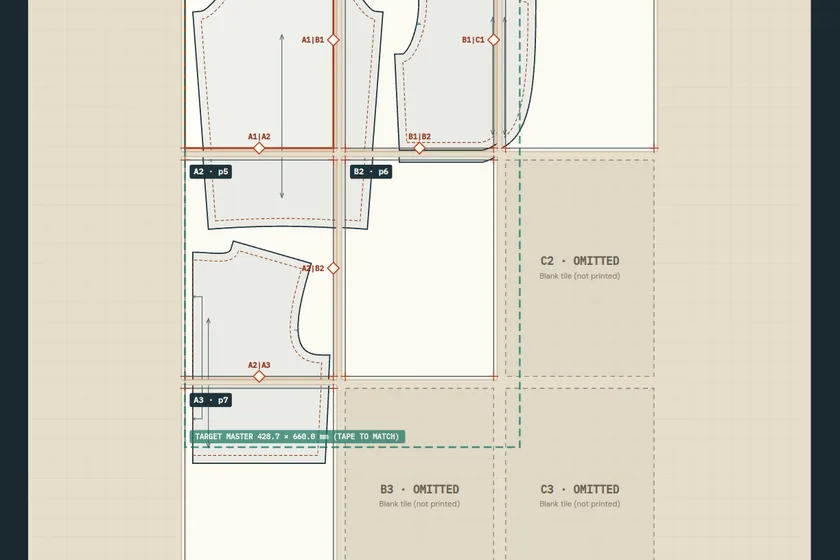 A1|B1
B1|C1
A1|A2
B1|B2
A2 · p5
B2 · p6
C2 · OMITTED
Blank tile (not printed)
A2|B2
A2|A3
A3 · p7
TARGET MASTER 428.7 × 660.0 mm (TAPE TO MATCH)
B3 · OMITTED
Blank tile (not printed)
C3 · OMITTED
Blank tile (not printed)